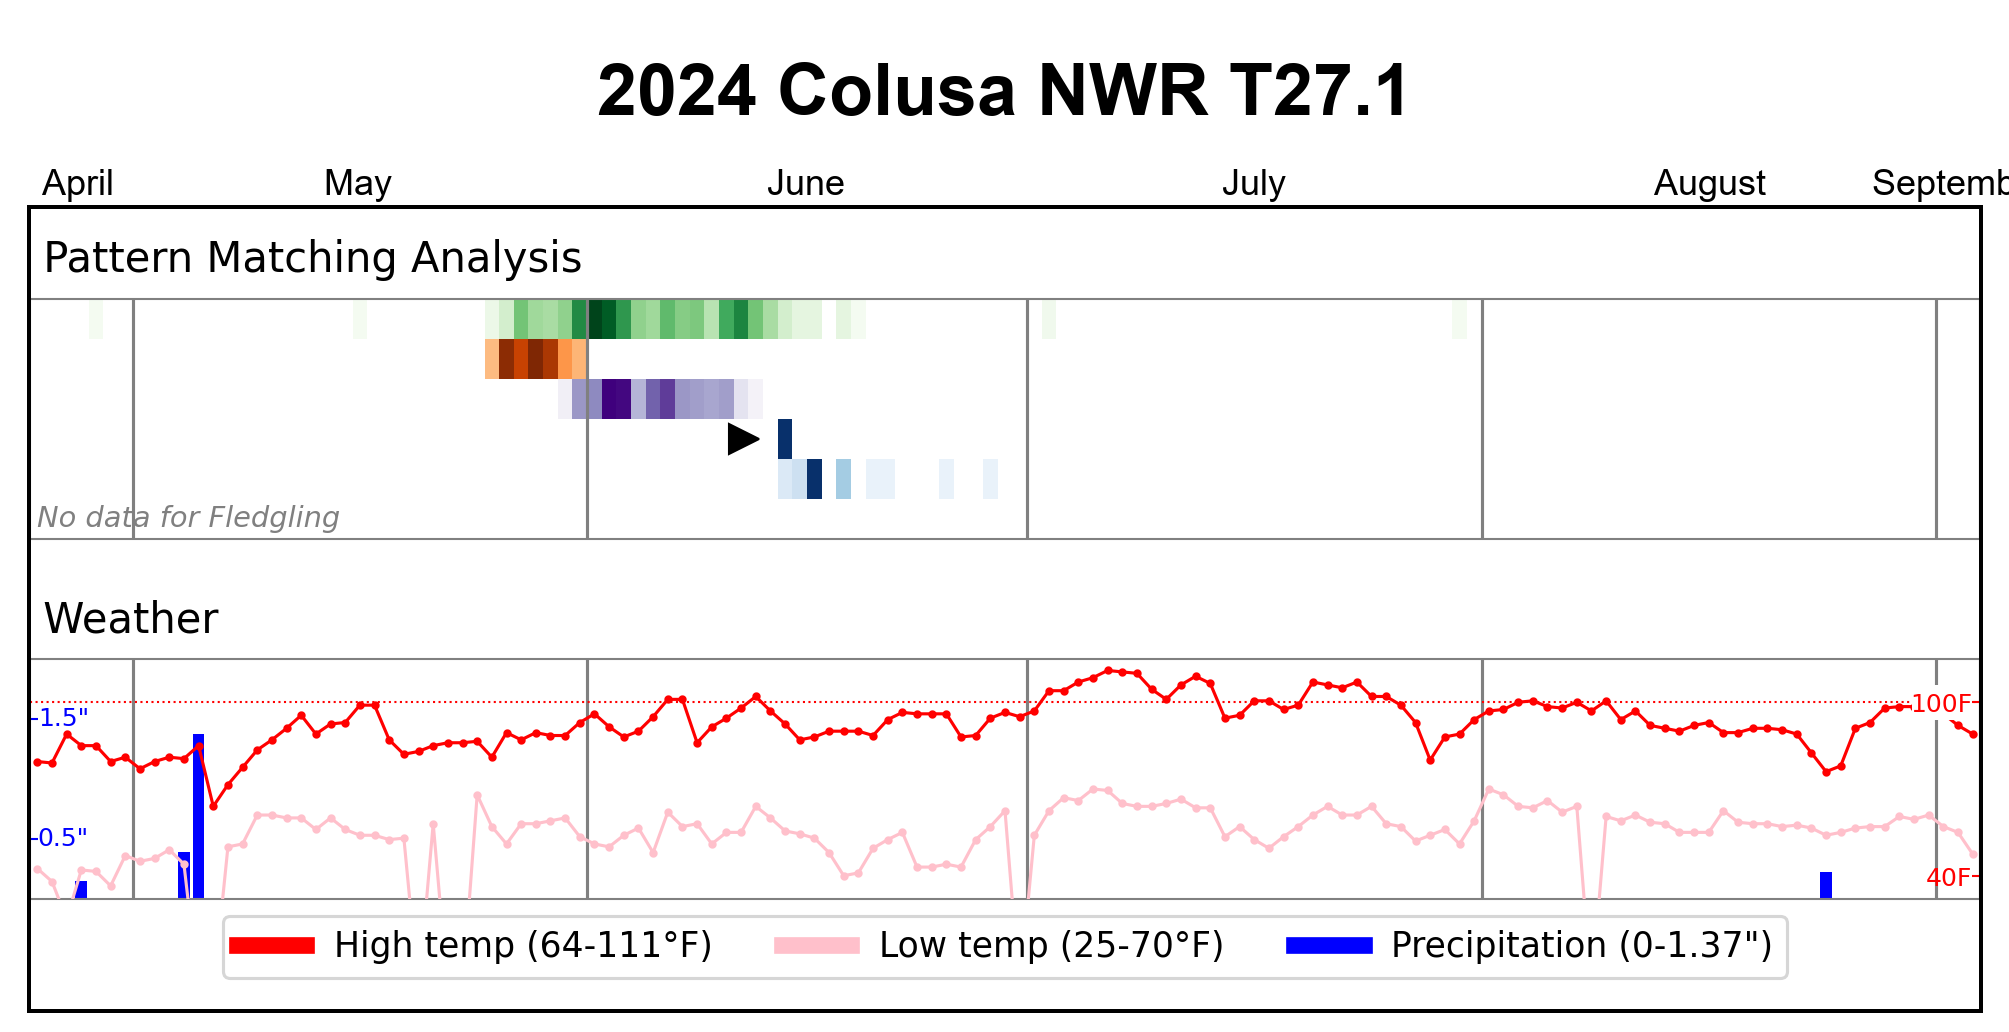 2024 Colusa NWR T27.1
April May June July August Septemb
Pattern Matching Analysis
No data for Fledgling
Weather
1.5"
100F
0.5"
40F
High temp (64-111°F) Low temp (25-70°F) Precipitation (0-1.37")